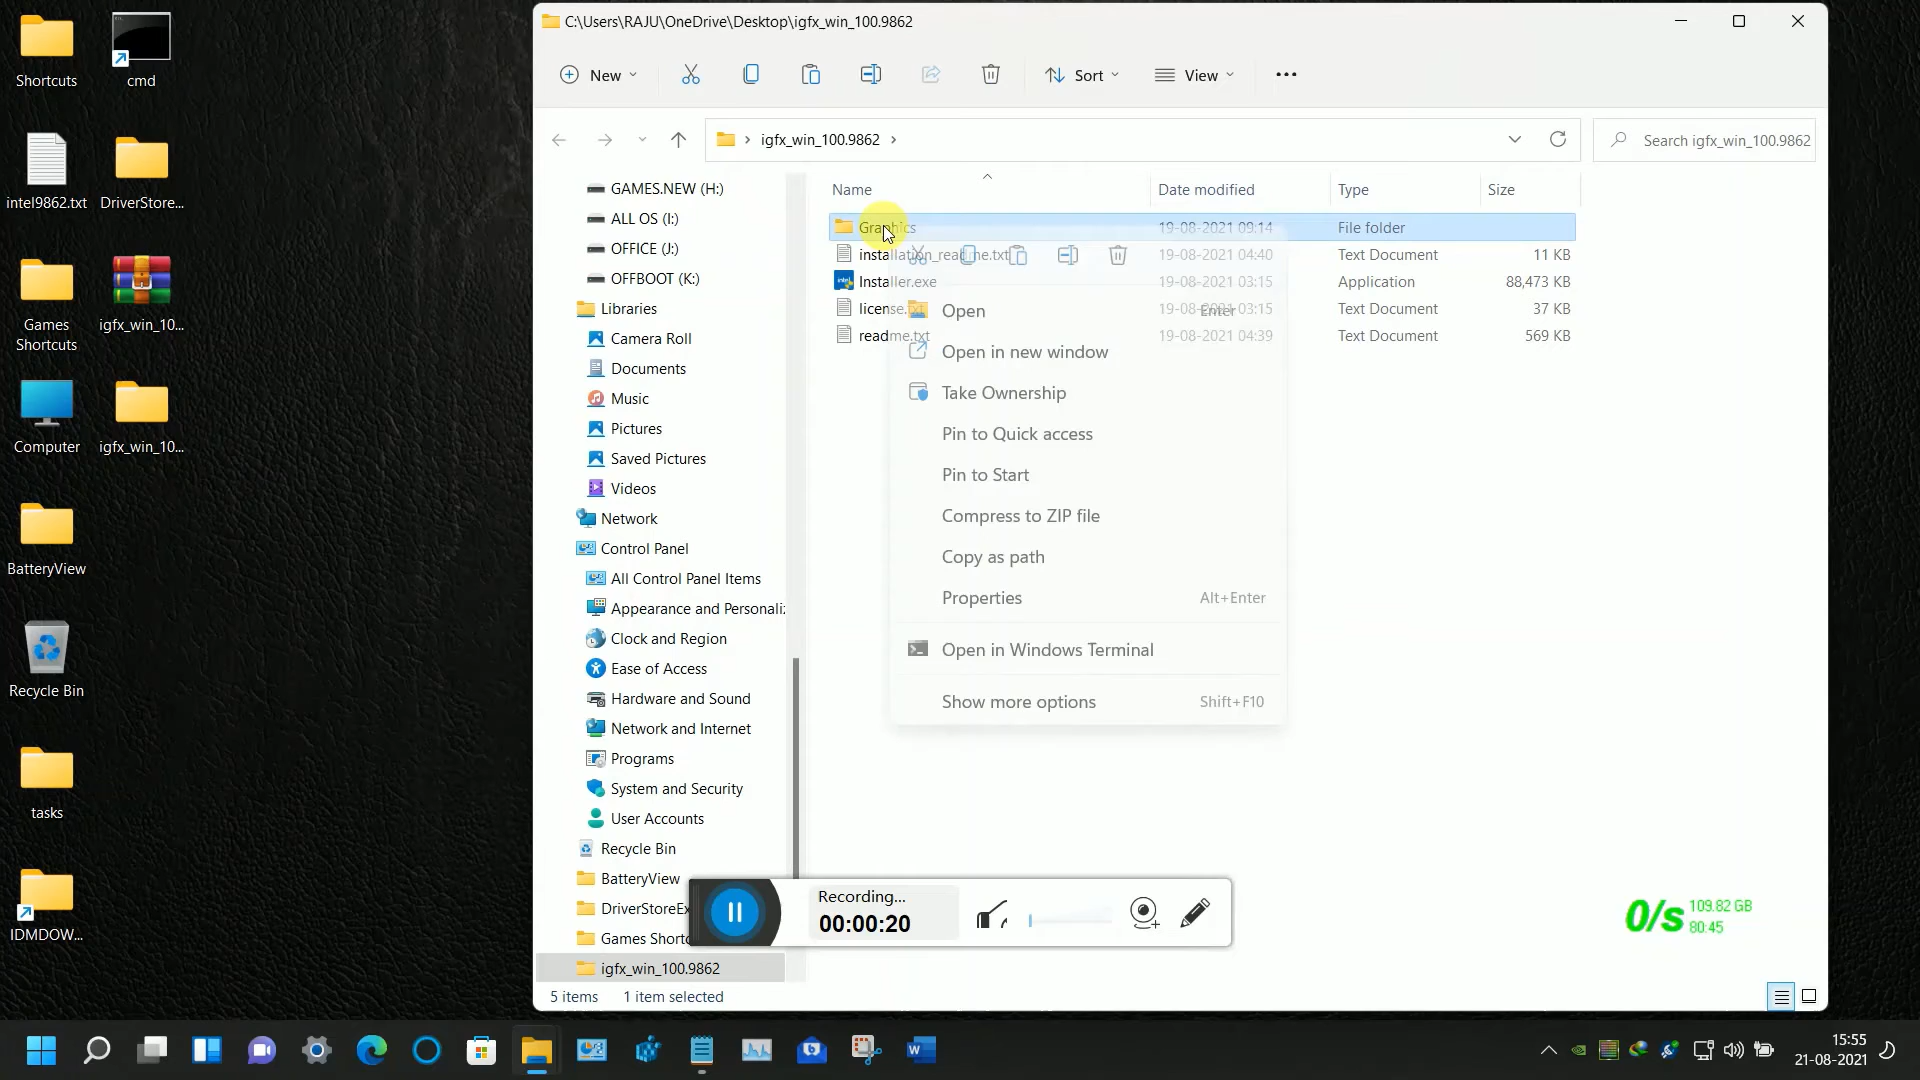 Shortcuts
cmd
intel9862.txt
DriverStore...
Games
Shortcuts
igfx_win_10...
Computer
igfx_win_10...
BatteryView
Recycle Bin
tasks
IDMDOW...
C:\Users\RAJU\OneDrive\Desktop\igfx_win_100.9862
New
Sort
View
igfx_win_100.9862
Search igfx_win_100.9862
GAMES.NEW (H:)
ALL OS (I:)
OFFICE (J:)
OFFBOOT (K:)
Libraries
Camera Roll
Documents
Music
Pictures
Saved Pictures
Videos
Network
Control Panel
All Control Panel Items
Appearance and Personaliz
Clock and Region
Ease of Access
Hardware and Sound
Network and Internet
Programs
System and Security
User Accounts
Recycle Bin
BatteryView
DriverStoreEx
Games Shortc
igfx_win_100.9862
Name Date modified Type Size
Graphics 19-08-2021 09:14 File folder
installation_readme.txt 19-08-2021 04:40 Text Document 11 KB
Installer.exe 19-08-2021 03:15 Application 88,473 KB
license.txt 19-08-2021 03:15 Text Document 37 KB
readme.txt 19-08-2021 04:39 Text Document 569 KB
Open Enter
Open in new window
Take Ownership
Pin to Quick access
Pin to Start
Compress to ZIP file
Copy as path
Properties Alt+Enter
Open in Windows Terminal
Show more options Shift+F10
Recording...
00:00:20
0/s 109.82 GB
80:45
5 items 1 item selected
15:55
21-08-2021